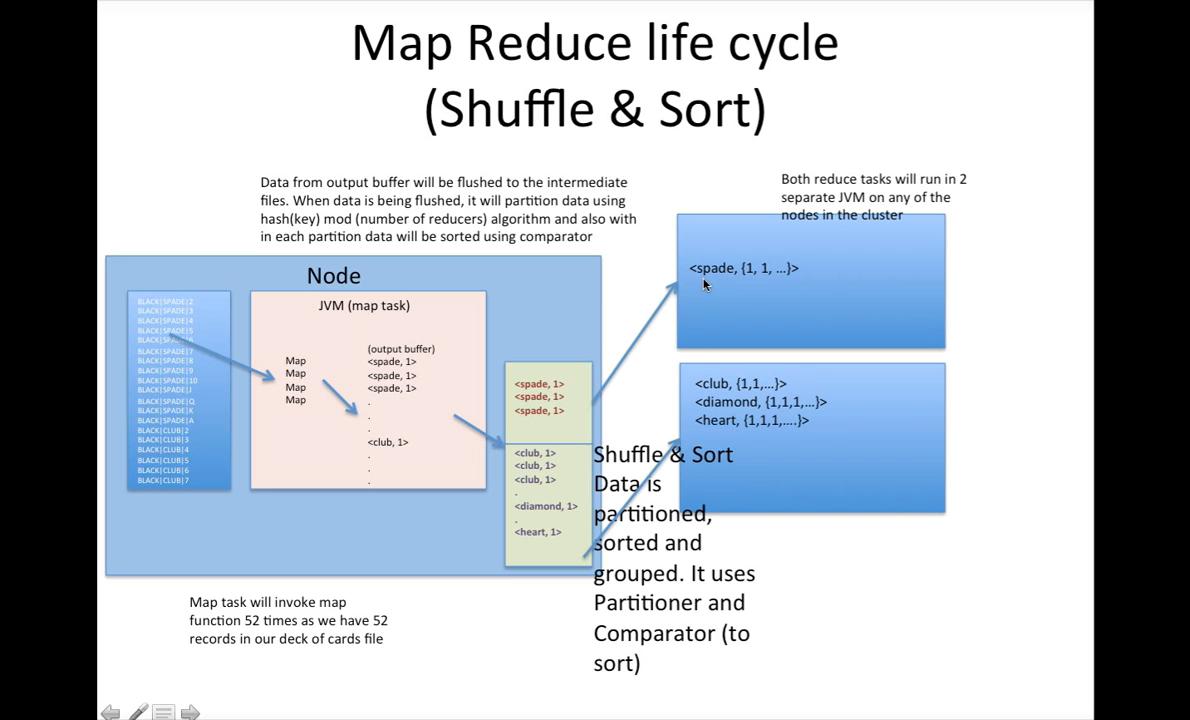 Map Reduce life cycle
(Shuffle & Sort)
Data from output buffer will be flushed to the intermediate
files. When data is being flushed, it will partition data using
hash(key) mod (number of reducers) algorithm and also with
in each partition data will be sorted using comparator
Both reduce tasks will run in 2
separate JVM on any of the
nodes in the cluster
Node
BLACK|SPADE|2
BLACK|SPADE|3
BLACK|SPADE|4
BLACK|SPADE|5
BLACK|SPADE|6
BLACK|SPADE|7
BLACK|SPADE|8
BLACK|SPADE|9
BLACK|SPADE|10
BLACK|SPADE|J
BLACK|SPADE|Q
BLACK|SPADE|K
BLACK|SPADE|A
BLACK|CLUB|2
BLACK|CLUB|3
BLACK|CLUB|4
BLACK|CLUB|5
BLACK|CLUB|6
BLACK|CLUB|7
JVM (map task)
Map
Map
Map
Map
(output buffer)
<spade, 1>
<spade, 1>
<spade, 1>
.
.
.
<club, 1>
.
.
.
<spade, 1>
<spade, 1>
<spade, 1>
<club, 1>
<club, 1>
<club, 1>
.
<diamond, 1>
.
<heart, 1>
<spade, {1, 1, ...}>
<club, {1,1,...}>
<diamond, {1,1,1,...}>
<heart, {1,1,1,....}>
Shuffle & Sort
Data is
partitioned,
sorted and
grouped. It uses
Partitioner and
Comparator (to
sort)
Map task will invoke map
function 52 times as we have 52
records in our deck of cards file